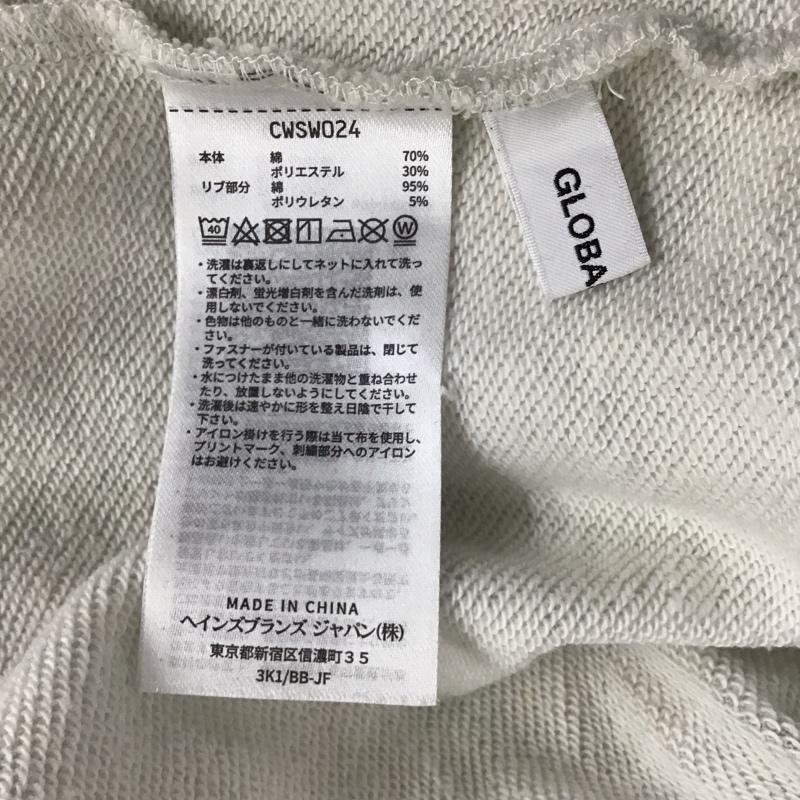 CWSW024
本体 綿 70%
ポリエステル 30%
リブ部分 綿 95%
ポリウレタン 5%
40 W
・洗濯は裏返しにしてネットに入れて洗っ
てください。
・漂白剤、蛍光増白剤を含んだ洗剤は、使
用しないでください。
・色物は他のものと一緒に洗わないでくだ
さい。
・ファスナーが付いている製品は、閉じて
洗ってください。
・水につけたまま他の洗濯物と重ね合わせ
たり、放置しないようにしてください。
・洗濯後は速やかに形を整え日陰で干して
下さい。
・アイロン掛けを行う際は当て布を使用し、
プリントマーク、刺繍部分へのアイロン
はお避けください。
MADE IN CHINA
ヘインズブランズ ジャパン(株)
東京都新宿区信濃町35
3K1/BB-JF
GLOBA